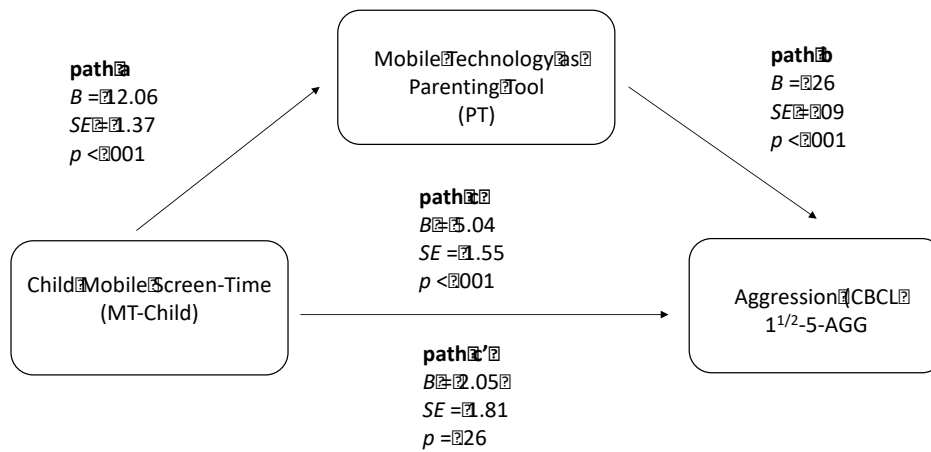 path a
B = 12.06
SE = 1.37
p < .001
Mobile Technology as
Parenting Tool
(PT)
path b
B = .26
SE = .09
p < .001
path c
B = 5.04
SE = 1.55
p < .001
Child Mobile Screen-Time
(MT-Child)
Aggression (CBCL
1^1/2-5-AGG
path c'
B = 2.05
SE = 1.81
p = .26